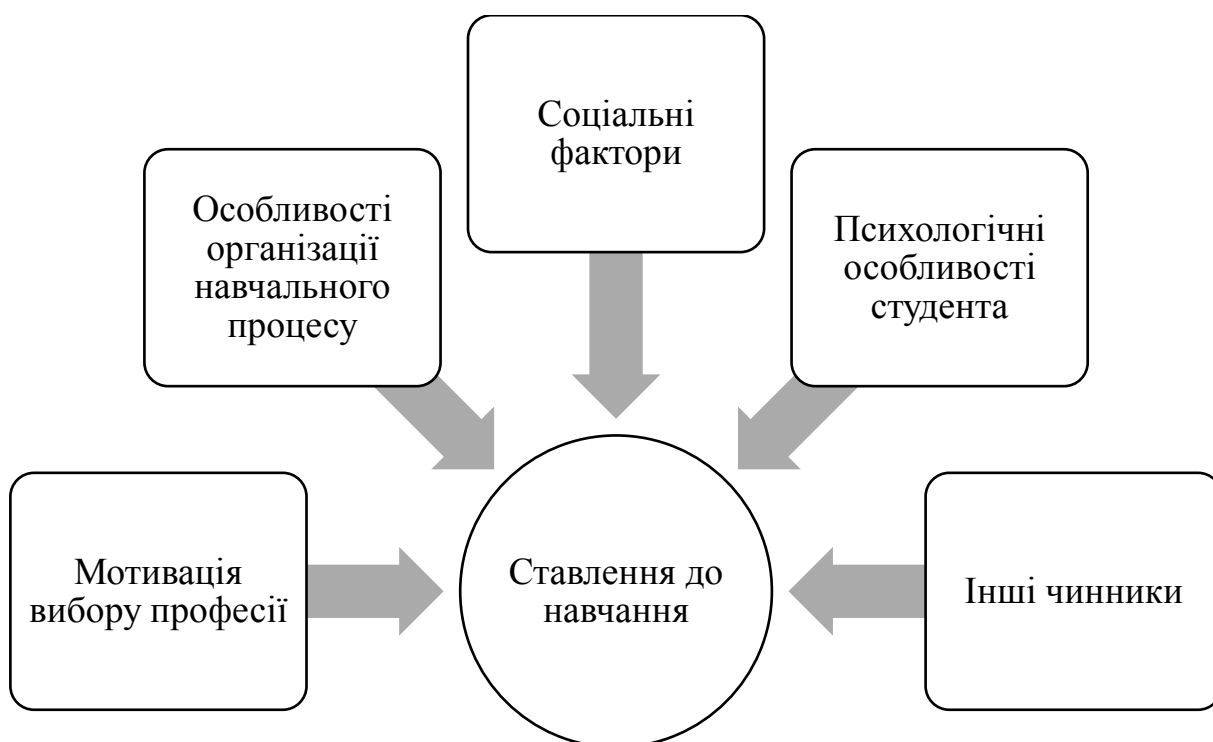 Соціальні
фактори
Особливості
організації
навчального
процесу
Психологічні
особливості
студента
Мотивація
вибору професії
Ставлення до
навчання
Інші чинники